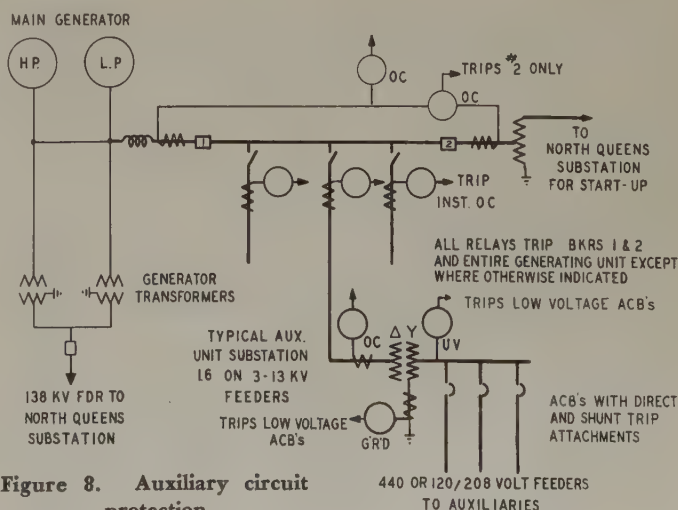 MAIN GENERATOR
H.P.
L.P
OC
TRIPS #2 ONLY
OC
1
2
TO
NORTH QUEENS
SUBSTATION
FOR START-UP
TRIP
INST. OC
ALL RELAYS TRIP BKRS 1 & 2
AND ENTIRE GENERATING UNIT EXCEPT
WHERE OTHERWISE INDICATED
GENERATOR
TRANSFORMERS
TRIPS LOW VOLTAGE ACB's
TYPICAL AUX.
UNIT SUBSTATION
16 ON 3-13 KV
FEEDERS
OC
Δ Y
UV
138 KV FDR TO
NORTH QUEENS
SUBSTATION
TRIPS LOW VOLTAGE
ACB's
G'R'D
ACB's WITH DIRECT
AND SHUNT TRIP
ATTACHMENTS
Figure 8. Auxiliary circuit
protection
440 OR 120/208 VOLT FEEDERS
TO AUXILIARIES